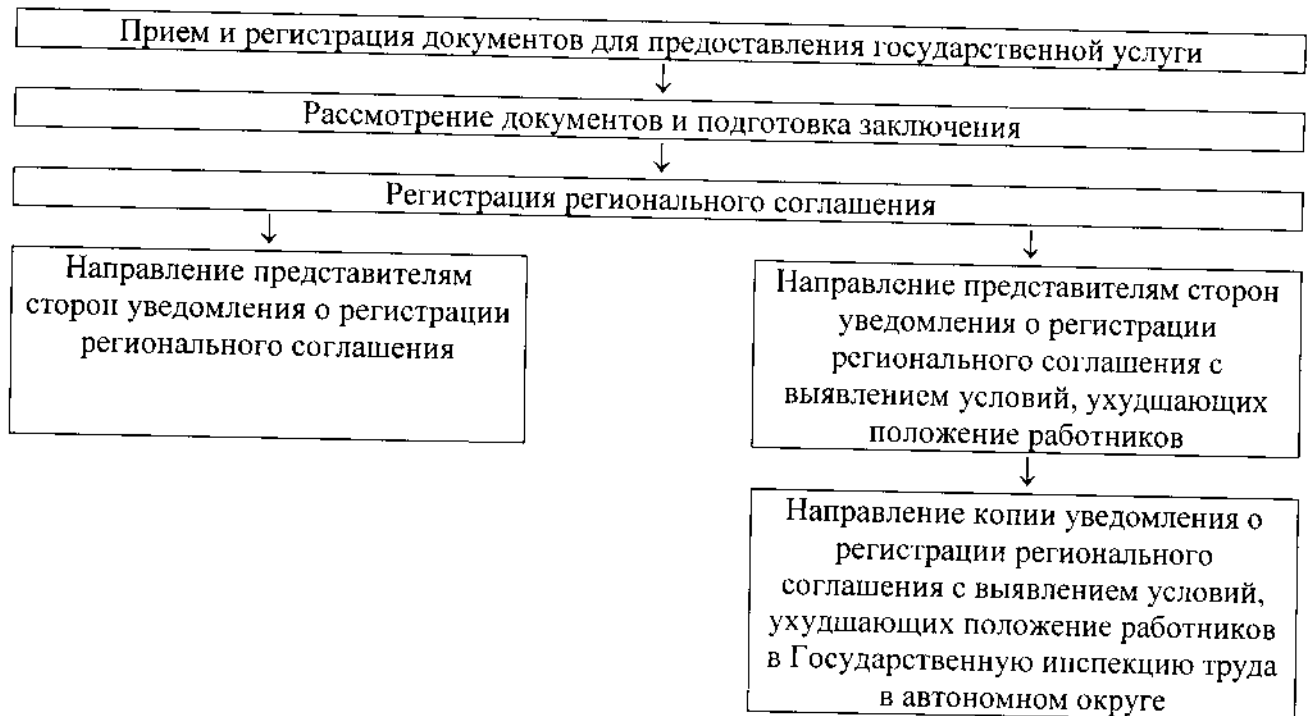 Прием и регистрация документов для предоставления государственной услуги
Рассмотрение документов и подготовка заключения
Регистрация регионального соглашения
Направление представителям
сторон уведомления о регистрации
регионального соглашения
Направление представителям сторон
уведомления о регистрации
регионального соглашения с
выявлением условий, ухудшающих
положение работников
Направление копии уведомления о
регистрации регионального
соглашения с выявлением условий,
ухудшающих положение работников
в Государственную инспекцию труда
в автономном округе